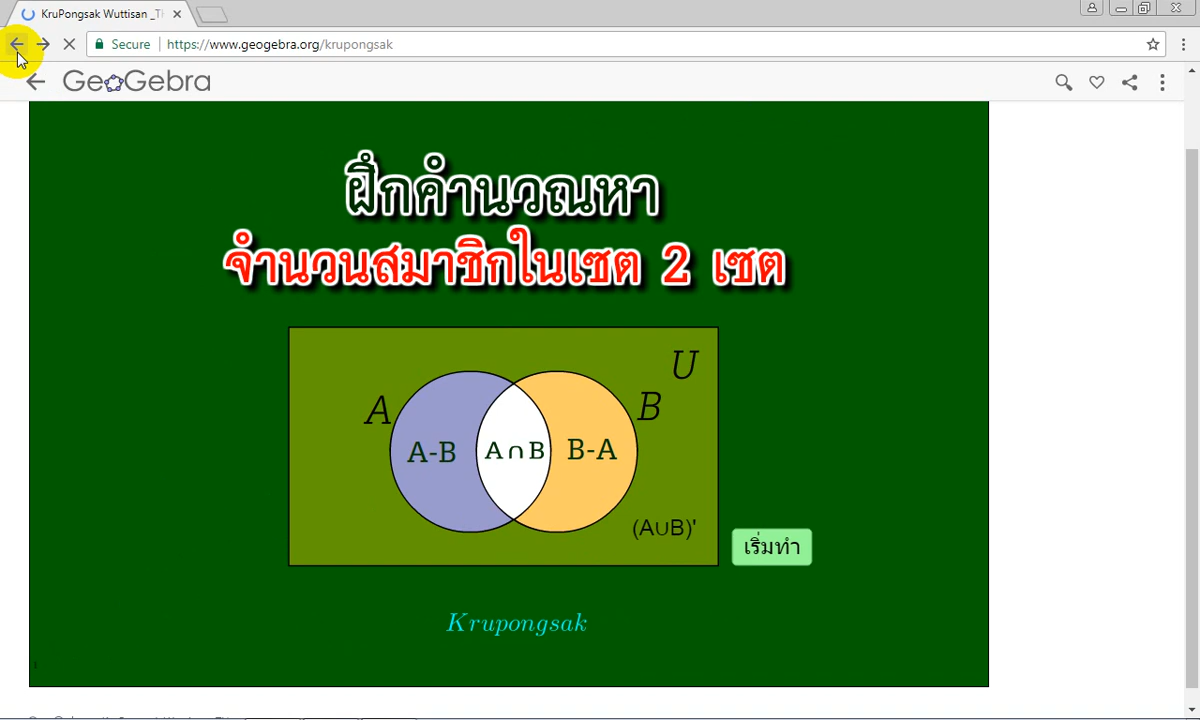 KruPongsak Wuttisan _Th
Secure
https://www.geogebra.org/krupongsak
GeoGebra
ฝึกคำนวณหา
จำนวนสมาชิกในเซต 2 เซต
U
A
B
A-B
A∩B
B-A
(A∪B)'
เริ่มทำ
Krupongsak